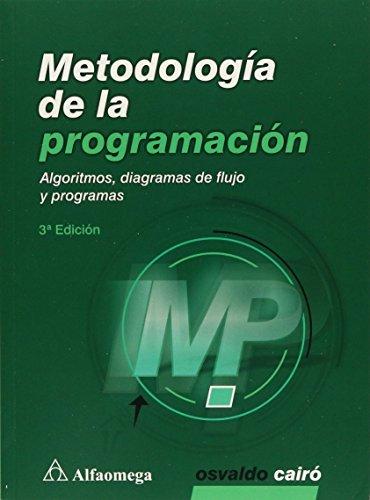 Metodología
de la
programación
Algoritmos, diagramas de flujo
y programas
3ª Edición
MP
Alfaomega
osvaldo cairó